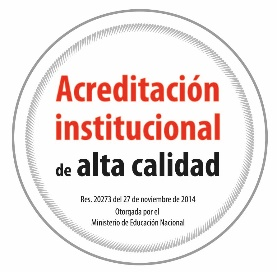 Acreditación
institucional
de alta calidad
Res. 20273 del 27 de noviembre de 2014
Otorgada por el
Ministerio de Educación Nacional